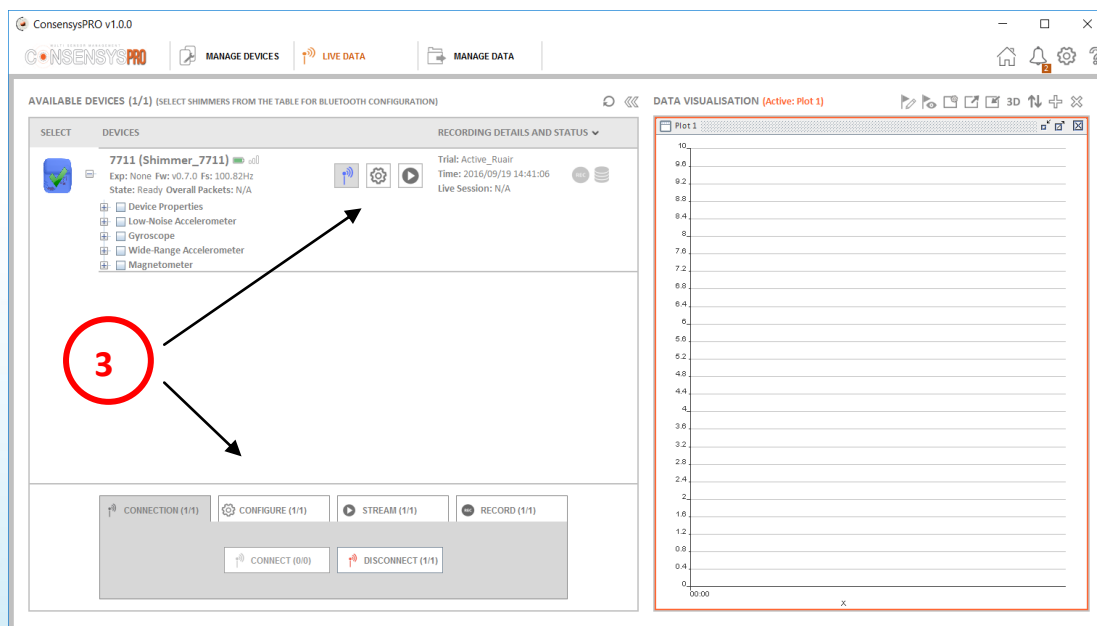 ConsensysPRO v1.0.0
MULTI SENSOR MANAGEMENT
CONSENSYSPRO
MANAGE DEVICES
LIVE DATA
MANAGE DATA
2
AVAILABLE DEVICES (1/1) (SELECT SHIMMERS FROM THE TABLE FOR BLUETOOTH CONFIGURATION)
SELECT DEVICES RECORDING DETAILS AND STATUS
7711 (Shimmer_7711)
Exp: None Fw: v0.7.0 Fs: 100.82Hz
State: Ready Overall Packets: N/A
Trial: Active_Ruair
Time: 2016/09/19 14:41:06
Live Session: N/A
REC
Device Properties
Low-Noise Accelerometer
Gyroscope
Wide-Range Accelerometer
Magnetometer
3
CONNECTION (1/1)
CONFIGURE (1/1)
STREAM (1/1)
REC
RECORD (1/1)
CONNECT (0/0)
DISCONNECT (1/1)
DATA VISUALISATION (Active: Plot 1)
3D
Plot 1
10
9.6
9.2
8.8
8.4
8
7.6
7.2
6.8
6.4
6
5.6
5.2
4.8
4.4
4
3.6
3.2
2.8
2.4
2
1.6
1.2
0.8
0.4
0
00:00
X